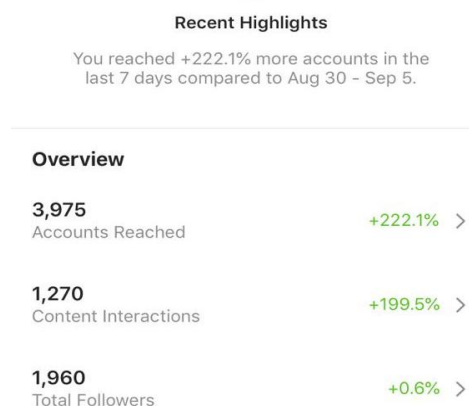 Recent Highlights
You reached +222.1% more accounts in the
last 7 days compared to Aug 30 - Sep 5.
Overview
3,975
Accounts Reached
+222.1%
1,270
Content Interactions
+199.5%
1,960
Total Followers
+0.6%